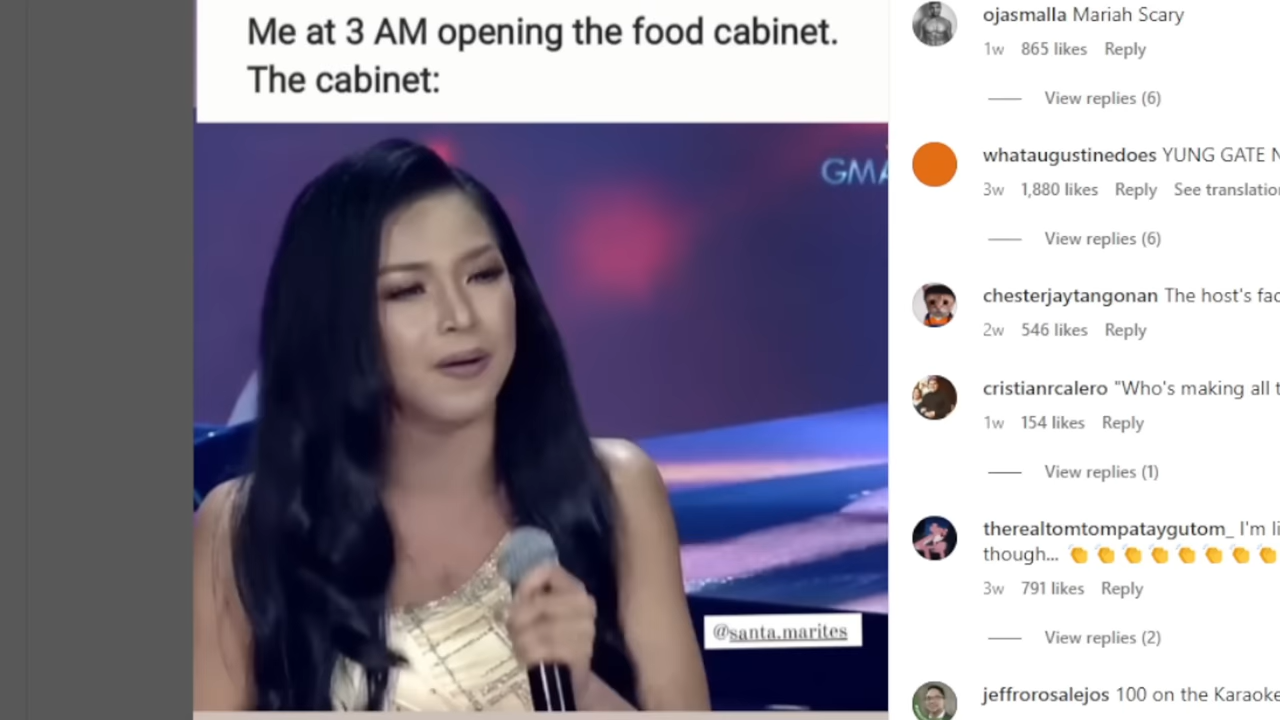 Me at 3 AM opening the food cabinet.
The cabinet:
GMA
@santa.marites
ojasmalla Mariah Scary
1w 865 likes Reply
View replies (6)
whataugustinedoes YUNG GATE
3w 1,880 likes Reply See translation
View replies (6)
chesterjaytangonan The host's
2w 546 likes Reply
cristianrcalero "Who's making all
1w 154 likes Reply
View replies (1)
therealtomtompataygutom_ I'm
though... 👏👏👏👏👏👏👏👏
3w 791 likes Reply
View replies (2)
jeffrorosalejos 100 on the Karaoke